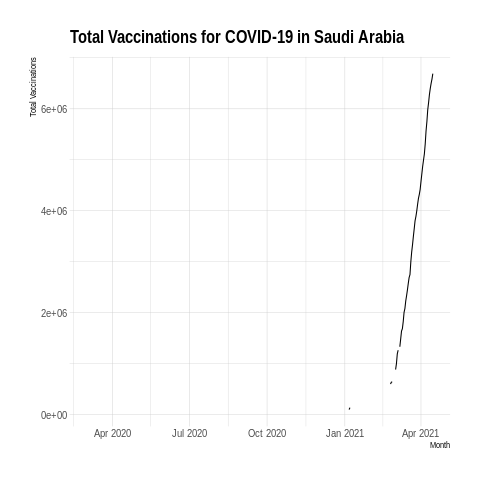 Total Vaccinations for COVID-19 in Saudi Arabia
Total Vaccinations
6e+06
4e+06
2e+06
0e+00
Apr 2020 Jul 2020 Oct 2020 Jan 2021 Apr 2021
Month